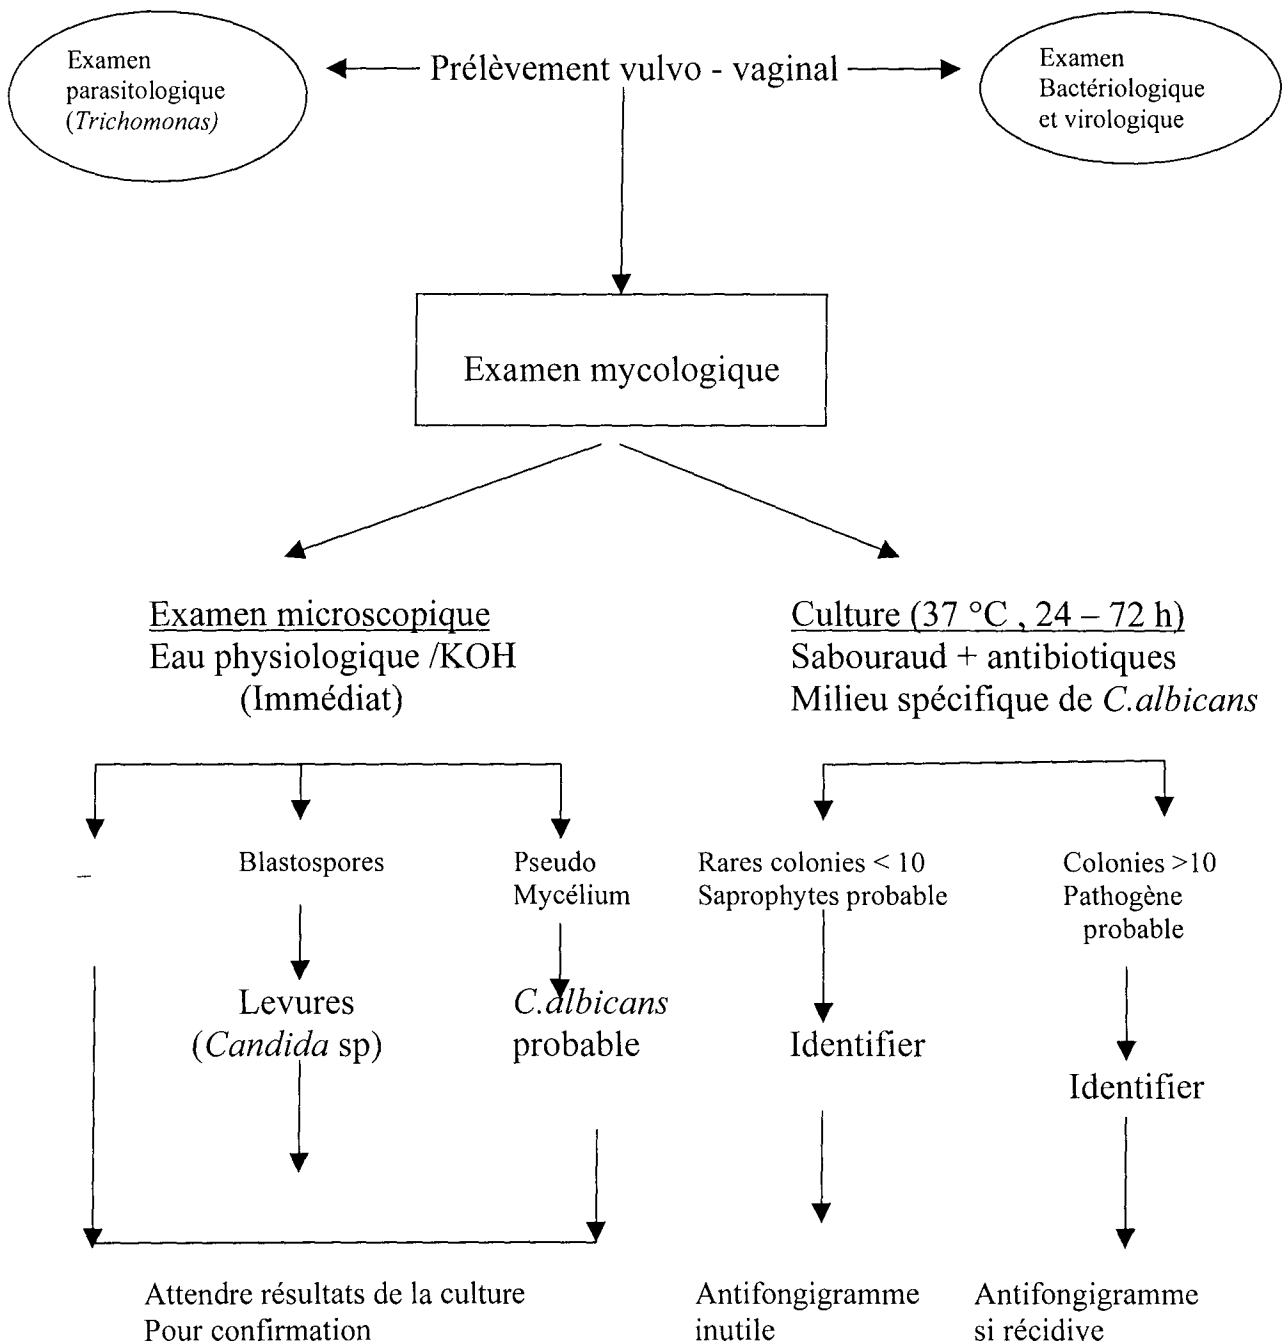 Examen
parasitologique
(Trichomonas)
Prélèvement vulvo - vaginal
Examen
Bactériologique
et virologique
Examen mycologique
Examen microscopique
Eau physiologique /KOH
(Immédiat)
Culture (37 °C , 24 – 72 h)
Sabouraud + antibiotiques
Milieu spécifique de C.albicans
–
Blastospores
Pseudo
Mycélium
Rares colonies < 10
Saprophytes probable
Colonies >10
Pathogène
probable
Levures
(Candida sp)
C.albicans
probable
Identifier
Identifier
Attendre résultats de la culture
Pour confirmation
Antifongigramme
inutile
Antifongigramme
si récidive